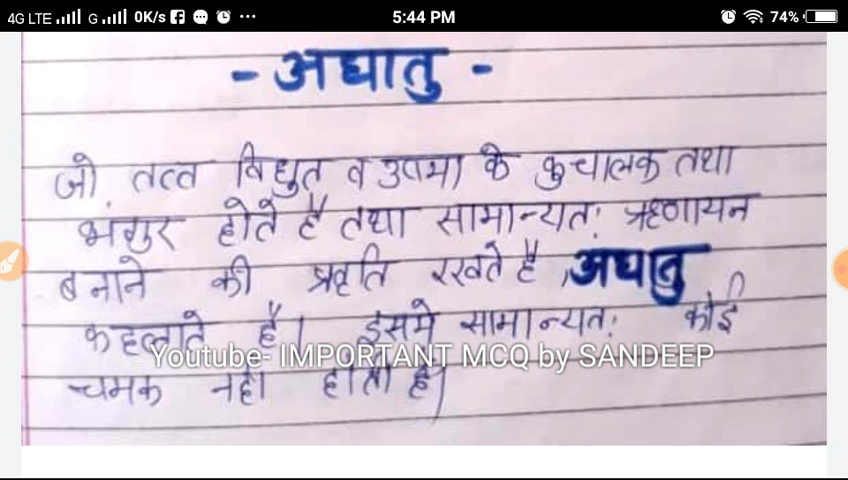 4G LTE G 0K/s 5:44 PM 74%
- अघातु -
जो तत्व विद्युत व उषमा के कुचालक तथा
भंगुर होते है तथा सामान्यत: ऋणायन
बनाने की प्रवृति रखते है, अघातु
कहलाते है। इसमे सामान्यत: कोई
Youtube- IMPORTANT MCQ by SANDEEP
चमक नही होती है।